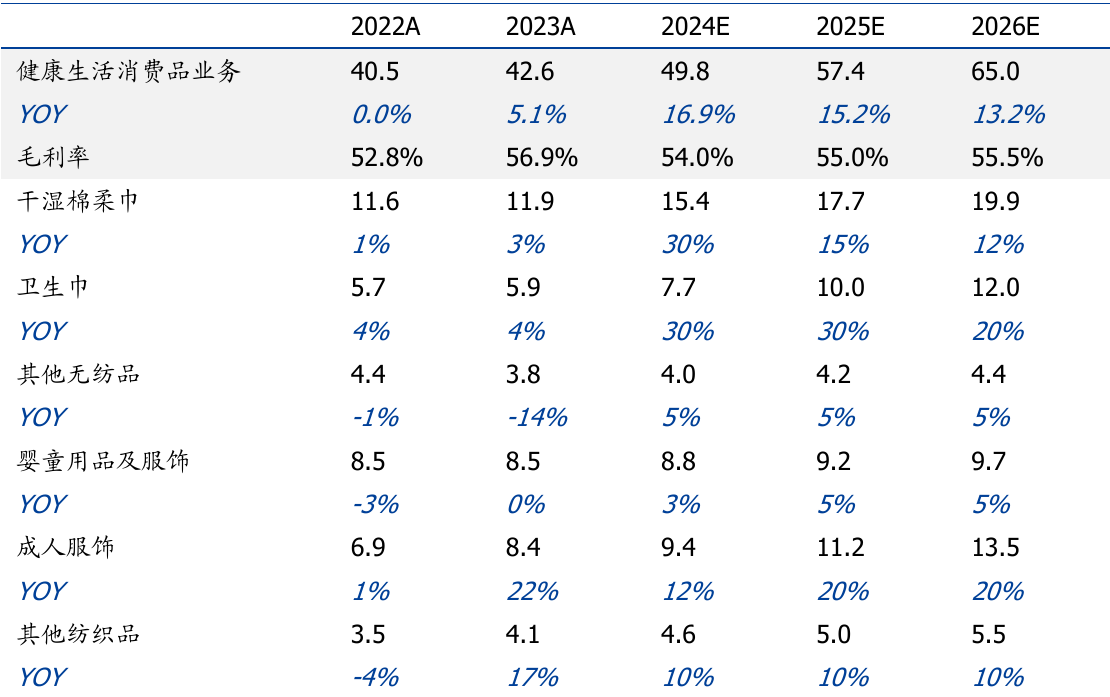 2022A 2023A 2024E 2025E 2026E
健康生活消费品业务 40.5 42.6 49.8 57.4 65.0
YOY 0.0% 5.1% 16.9% 15.2% 13.2%
毛利率 52.8% 56.9% 54.0% 55.0% 55.5%
干湿棉柔巾 11.6 11.9 15.4 17.7 19.9
YOY 1% 3% 30% 15% 12%
卫生巾 5.7 5.9 7.7 10.0 12.0
YOY 4% 4% 30% 30% 20%
其他无纺品 4.4 3.8 4.0 4.2 4.4
YOY -1% -14% 5% 5% 5%
婴童用品及服饰 8.5 8.5 8.8 9.2 9.7
YOY -3% 0% 3% 5% 5%
成人服饰 6.9 8.4 9.4 11.2 13.5
YOY 1% 22% 12% 20% 20%
其他纺织品 3.5 4.1 4.6 5.0 5.5
YOY -4% 17% 10% 10% 10%